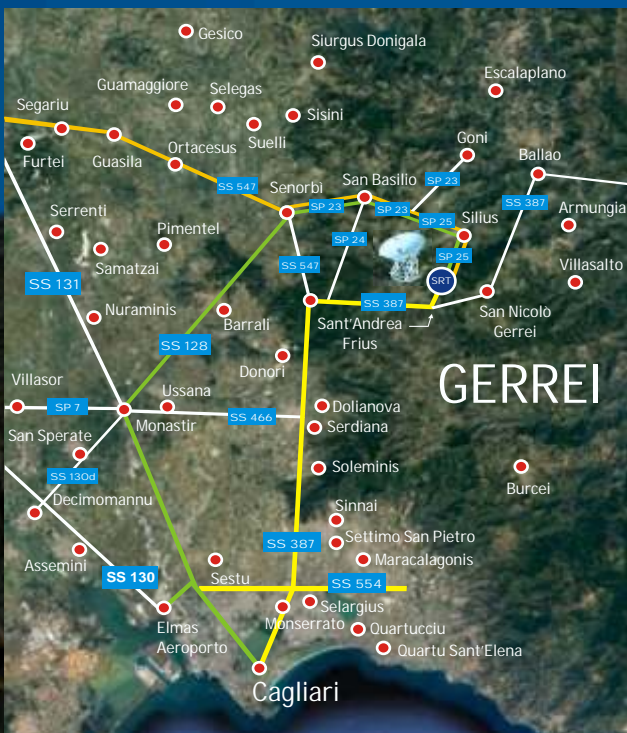 Gesico
Siurgus Donigala
Escalaplano
Guamaggiore
Selegas
Segariu
Sisini
Suelli
Goni
Ballao
Furtei
Guasila
Ortacesus
SS 547
Senorbì
San Basilio
SP 23
SP 23
SP 23
SP 25
Silius
SS 387
Armungia
Serrenti
Pimentel
SP 24
SP 25
Samatzai
SS 547
SRT
Villasalto
SS 131
Nuraminis
Barrali
SS 387
Sant'Andrea
Frius
San Nicolò
Gerrei
SS 128
Donori
GERREI
Villasor
Ussana
SP 7
Monastir
SS 466
Dolianova
Serdiana
San Sperate
SS 130d
Soleminis
Burcei
Decimomannu
Sinnai
SS 387
Settimo San Pietro
Assemini
Sestu
Maracalagonis
SS 130
SS 554
Elmas
Aeroporto
Monserrato
Selargius
Quartucciu
Quartu Sant'Elena
Cagliari